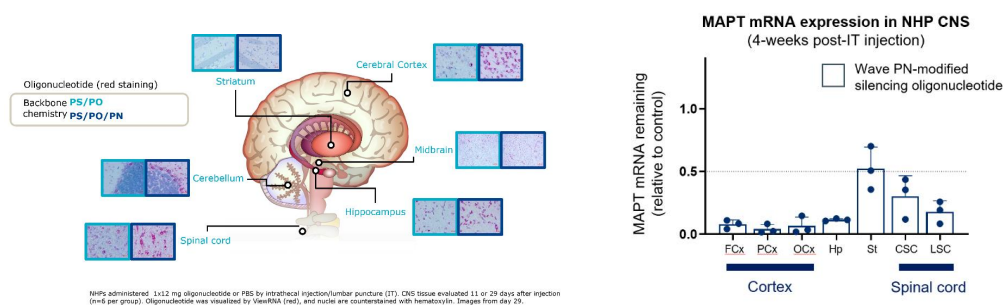 Oligonucleotide (red staining)
Backbone PS/PO
chemistry PS/PO/PN
Striatum
Cerebral Cortex
Midbrain
Cerebellum
Hippocampus
Spinal cord
NHPs administered 1x12 mg oligonucleotide or PBS by intrathecal injection/lumbar puncture (IT). CNS tissue evaluated 11 or 29 days after injection
(n=6 per group). Oligonucleotide was visualized by ViewRNA (red), and nuclei are counterstained with hematoxylin. Images from day 29.
MAPT mRNA expression in NHP CNS
(4-weeks post-IT injection)
Wave PN-modified
silencing oligonucleotide
MAPT mRNA remaining
(relative to control)
1.0
0.5
0.0
FCx PCx OCx Hp St CSC LSC
Cortex Spinal cord